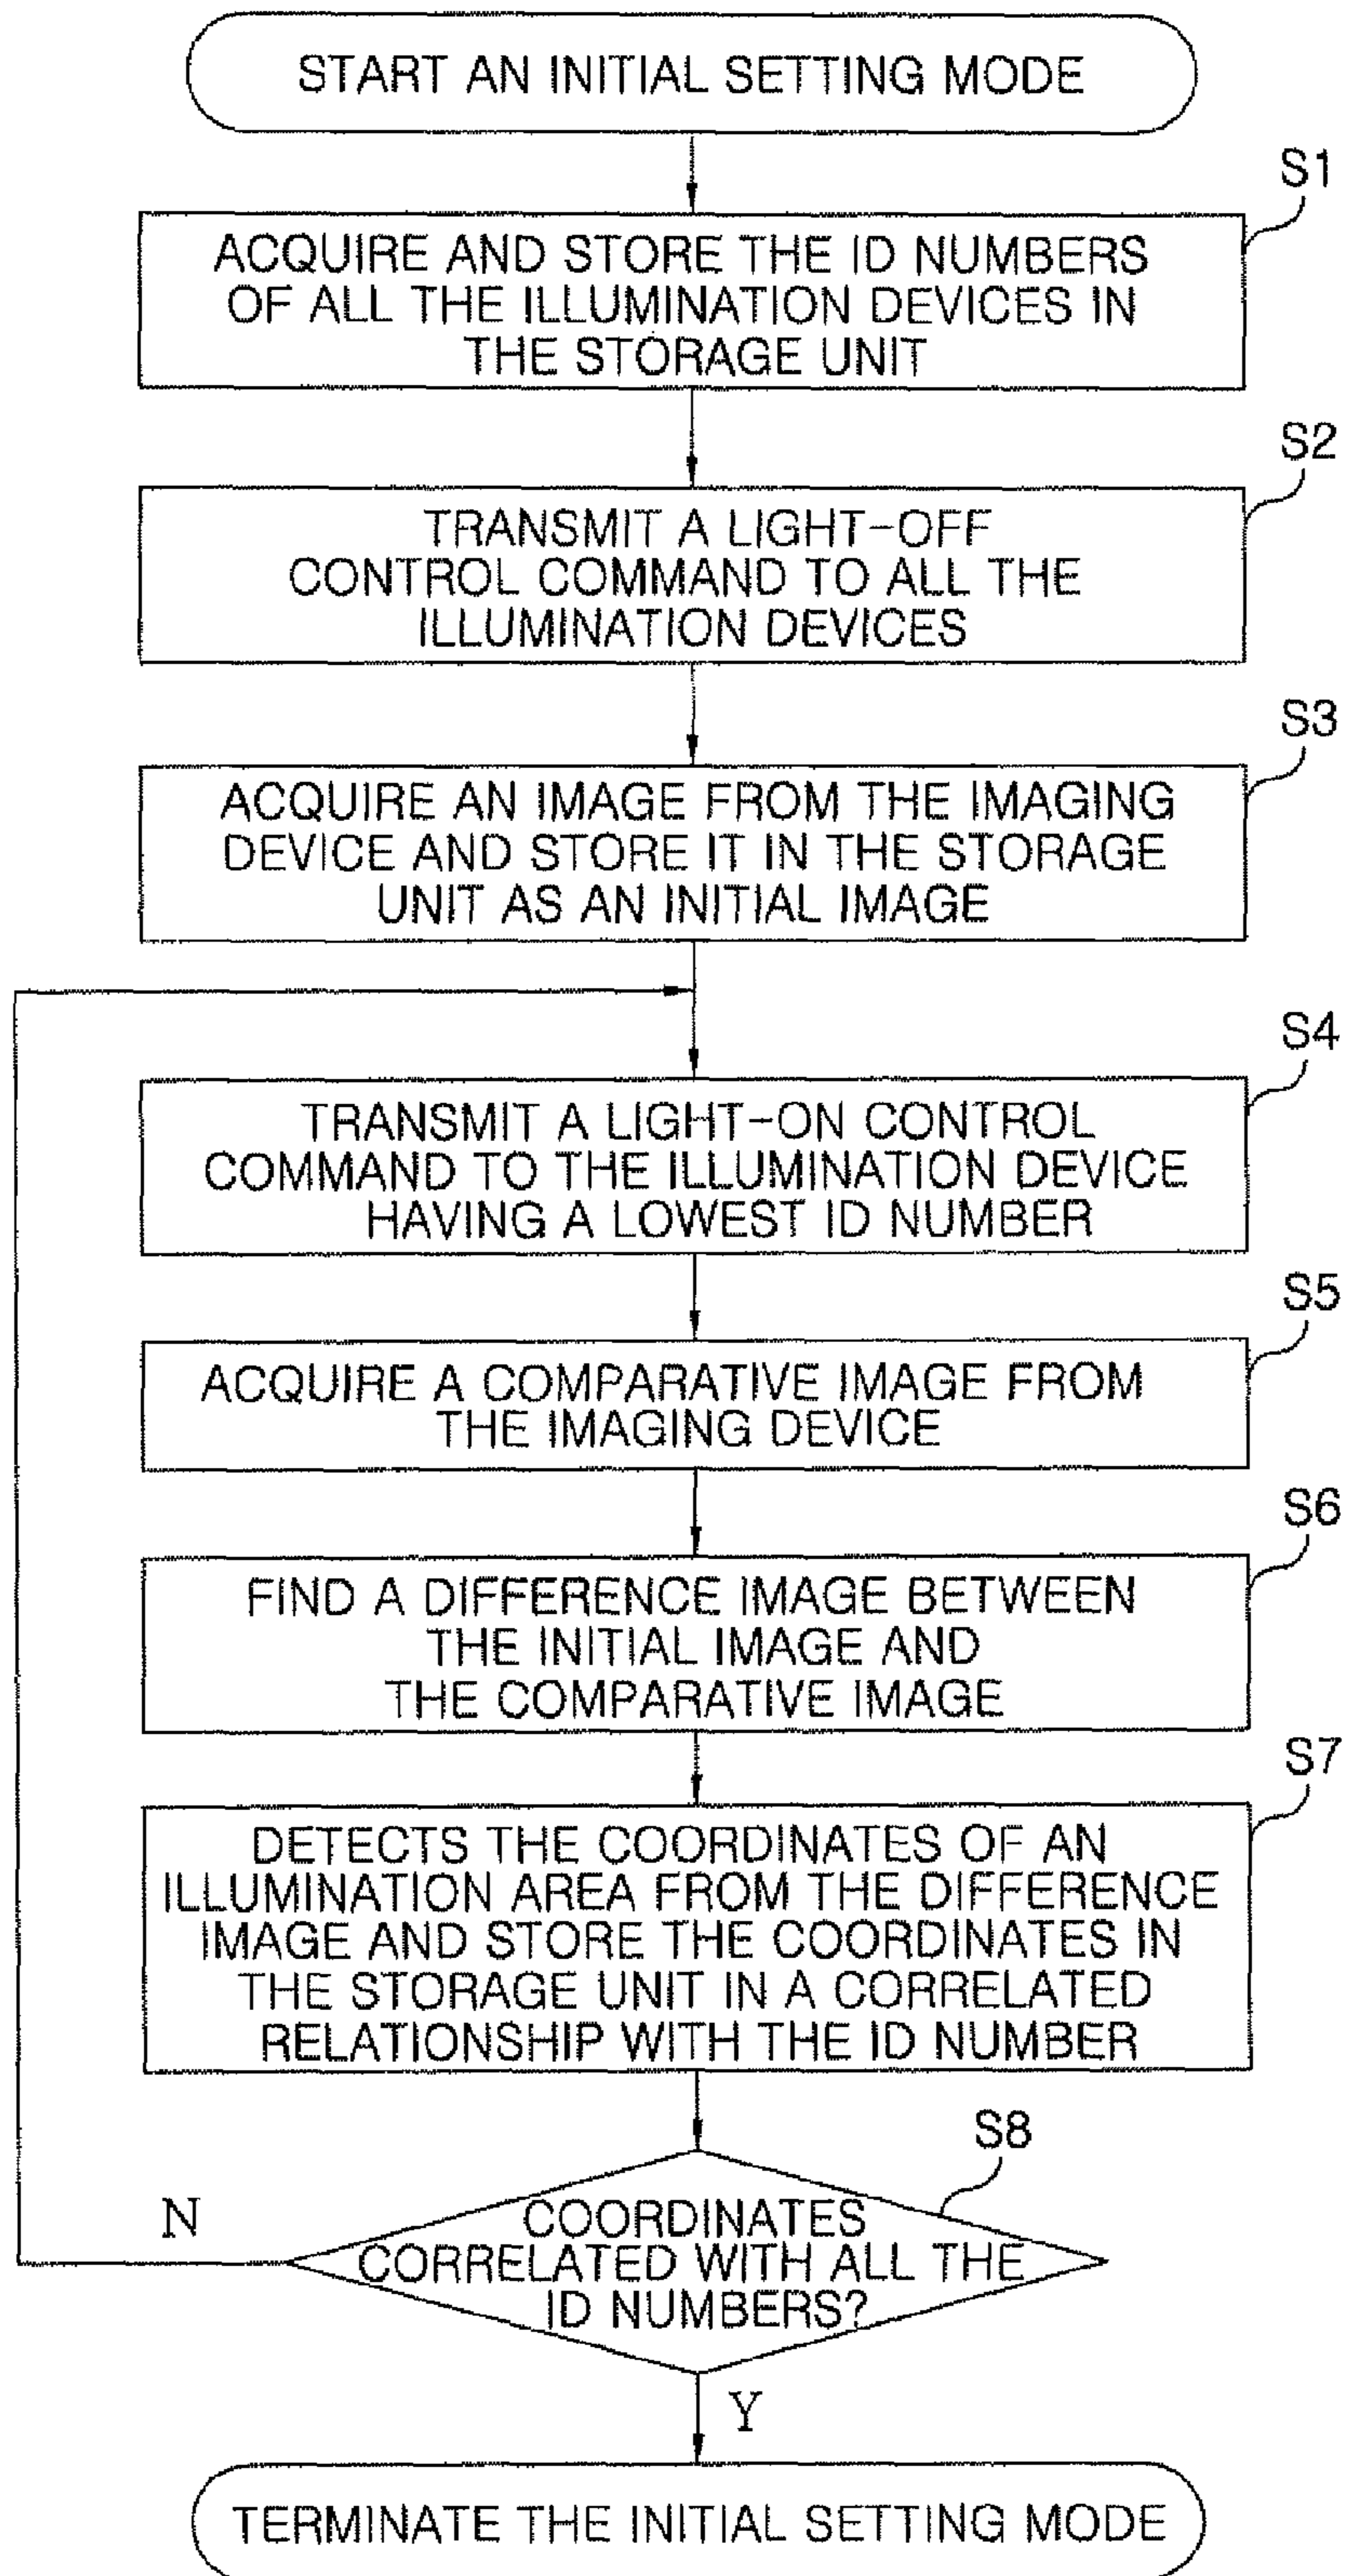 START AN INITIAL SETTING MODE
S1
ACQUIRE AND STORE THE ID NUMBERS
OF ALL THE ILLUMINATION DEVICES IN
THE STORAGE UNIT
S2
TRANSMIT A LIGHT-OFF
CONTROL COMMAND TO ALL THE
ILLUMINATION DEVICES
S3
ACQUIRE AN IMAGE FROM THE IMAGING
DEVICE AND STORE IT IN THE STORAGE
UNIT AS AN INITIAL IMAGE
S4
TRANSMIT A LIGHT-ON CONTROL
COMMAND TO THE ILLUMINATION DEVICE
HAVING A LOWEST ID NUMBER
S5
ACQUIRE A COMPARATIVE IMAGE FROM
THE IMAGING DEVICE
S6
FIND A DIFFERENCE IMAGE BETWEEN
THE INITIAL IMAGE AND
THE COMPARATIVE IMAGE
S7
DETECTS THE COORDINATES OF AN
ILLUMINATION AREA FROM THE DIFFERENCE
IMAGE AND STORE THE COORDINATES IN
THE STORAGE UNIT IN A CORRELATED
RELATIONSHIP WITH THE ID NUMBER
S8
N
COORDINATES
CORRELATED WITH ALL THE
ID NUMBERS?
Y
TERMINATE THE INITIAL SETTING MODE